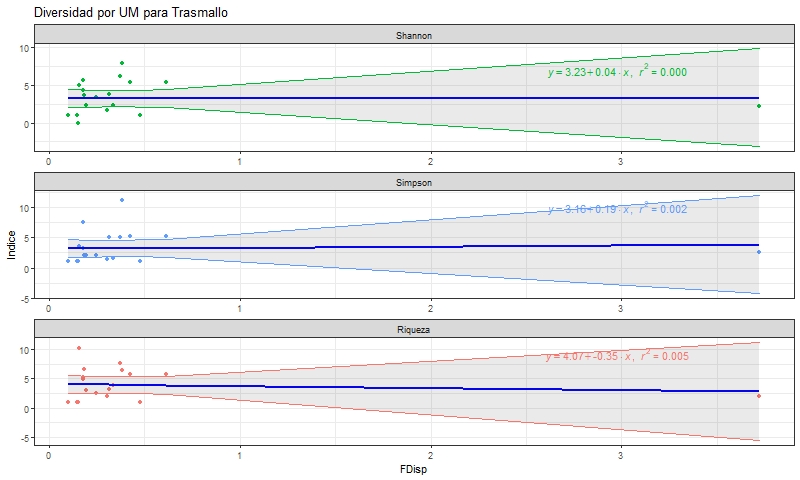 Diversidad por UM para Trasmallo
Shannon
10
5
0
y = 3.23+0.04 · x, r² = 0.000
0 1 2 3
Simpson
10
5
0
-5
y = 3.16+0.19 · x, r² = 0.002
0 1 2 3
Indice
Riqueza
10
5
0
-5
y = 4.07+-0.35 · x, r² = 0.005
0 1 2 3
FDisp